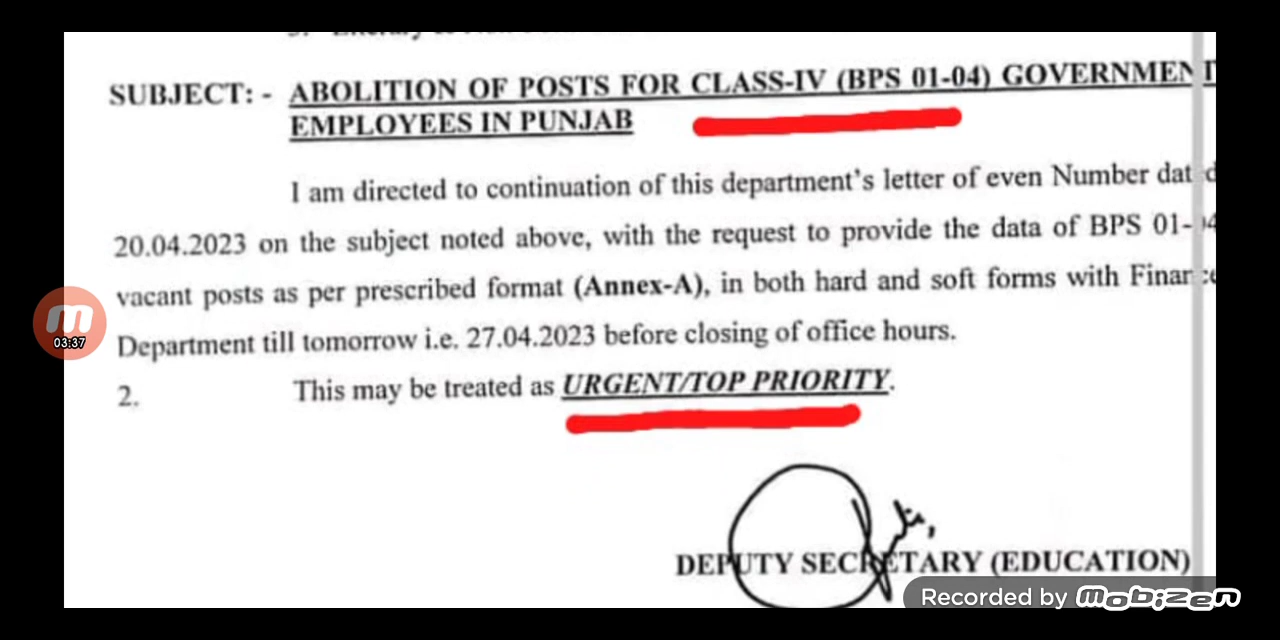 SUBJECT: - ABOLITION OF POSTS FOR CLASS-IV (BPS 01-04) GOVERNMENT
EMPLOYEES IN PUNJAB
I am directed to continuation of this department's letter of even Number dated
20.04.2023 on the subject noted above, with the request to provide the data of BPS 01-04
vacant posts as per prescribed format (Annex-A), in both hard and soft forms with Finance
Department till tomorrow i.e. 27.04.2023 before closing of office hours.
2. This may be treated as URGENT/TOP PRIORITY.
DEPUTY SECRETARY (EDUCATION)
03:37
Recorded by Mobizen